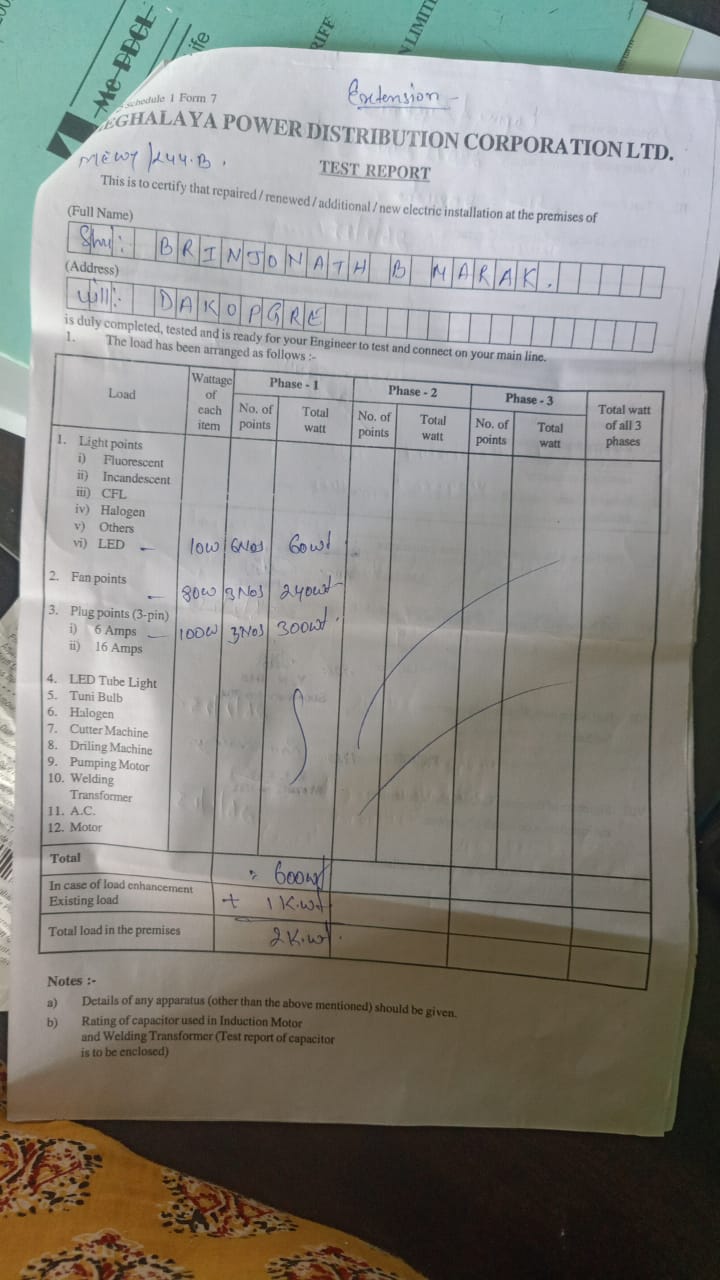 Me PDCL
ife
RIFF
N LIMIT
Schedule 1 Form 7
Extension -
EGHALAYA POWER DISTRIBUTION CORPORATION LTD.
TEST REPORT
This is to certify that repaired / renewed / additional / new electric installation at the premises of
(Full Name)
Shri: BRINJONATH B MARAK.
(Address)
Vill: DAKOPGRE
is duly completed, tested and is ready for your Engineer to test and connect on your main line.
1. The load has been arranged as follows :-
Load
Wattage of each item
Phase - 1
Phase - 2
Phase - 3
Total watt of all 3 phases
No. of points
Total watt
No. of points
Total watt
No. of points
Total watt
1. Light points
i) Fluorescent
ii) Incandescent
iii) CFL
iv) Halogen
v) Others
vi) LED - 10W 6Nos 60wt
2. Fan points - 80W 3Nos 240wt
3. Plug points (3-pin)
i) 6 Amps - 100W 3Nos 300wt.
ii) 16 Amps
4. LED Tube Light
5. Tuni Bulb
6. Halogen
7. Cutter Machine
8. Driling Machine
9. Pumping Motor
10. Welding
Transformer
11. A.C.
12. Motor
Total : 600wt
In case of load enhancement
Existing load + 1K.wt
Total load in the premises 2K.wt.
Notes :-
a) Details of any apparatus (other than the above mentioned) should be given.
b) Rating of capacitor used in Induction Motor
and Welding Transformer (Test report of capacitor
is to be enclosed)